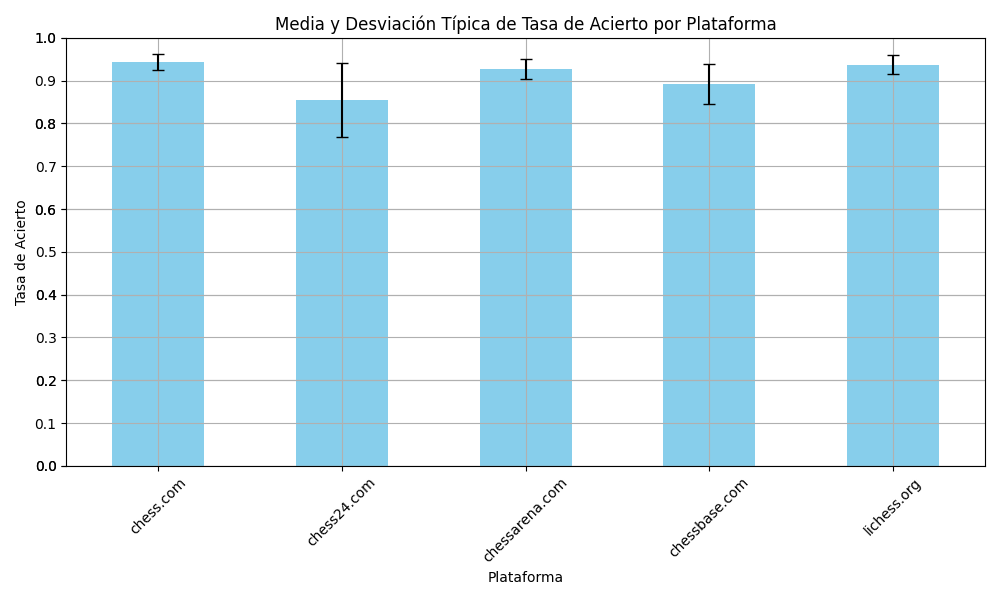 Media y Desviación Típica de Tasa de Acierto por Plataforma
1.0
0.9
0.8
0.7
0.6
0.5
0.4
0.3
0.2
0.1
0.0
Tasa de Acierto
chess.com
chess24.com
chessarena.com
chessbase.com
lichess.org
Plataforma